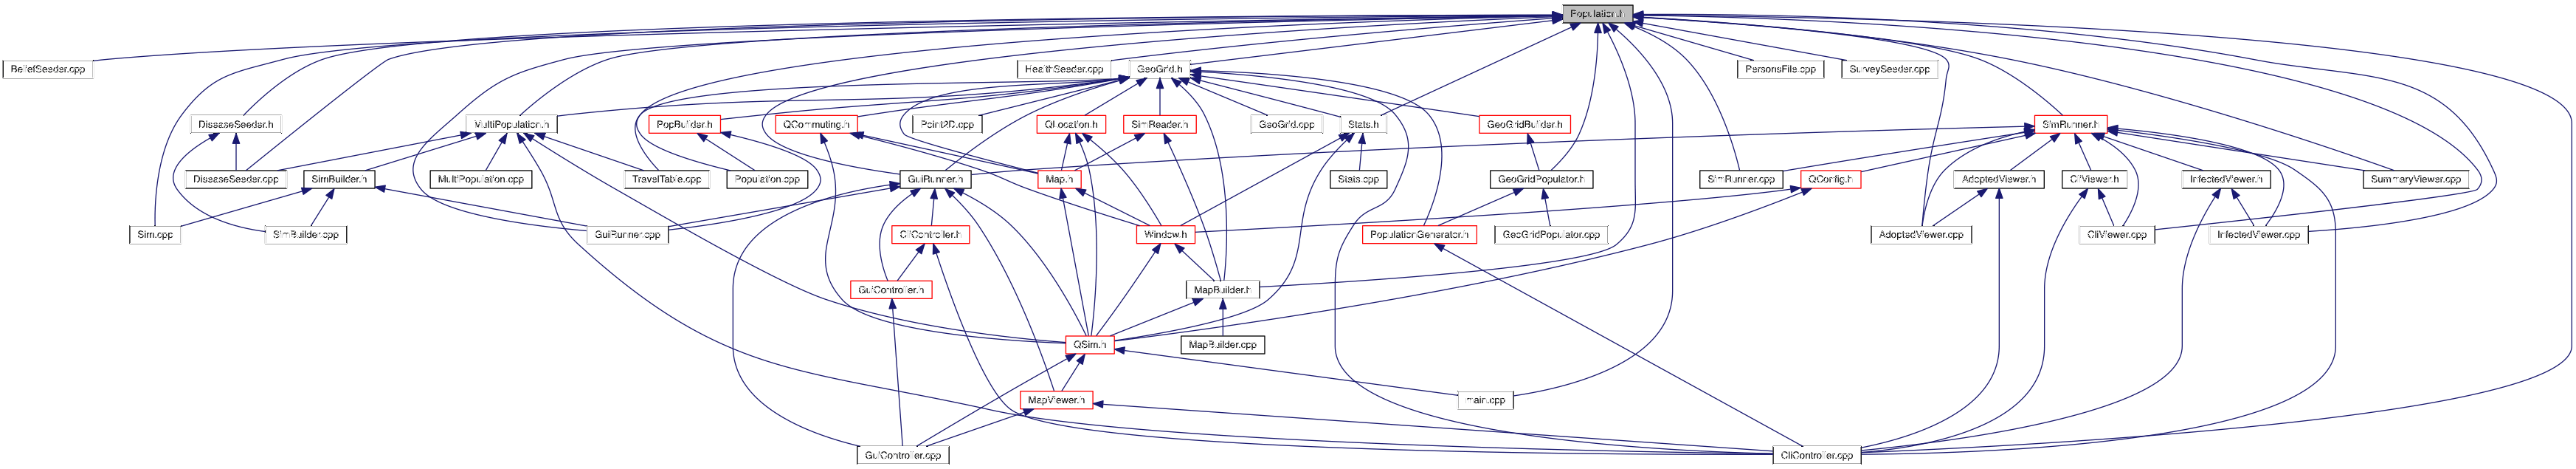 Population.h
BeliefSeeder.cpp
HealthSeeder.cpp
GeoGrid.h
PersonsFile.cpp
SurveySeeder.cpp
DiseaseSeeder.h
MultiPopulation.h
PopBuilder.h
QCommuting.h
Point2D.cpp
QLocation.h
SimReader.h
GeoGrid.cpp
Stats.h
GeoGridBuilder.h
SimRunner.h
DiseaseSeeder.cpp
SimBuilder.h
MultiPopulation.cpp
TravelTable.cpp
Population.cpp
GuiRunner.h
Map.h
Stats.cpp
GeoGridPopulator.h
SimRunner.cpp
QConfig.h
AdoptedViewer.h
CliViewer.h
InfectedViewer.h
SummaryViewer.cpp
Sim.cpp
SimBuilder.cpp
GuiRunner.cpp
CliController.h
Window.h
PopulationGenerator.h
GeoGridPopulator.cpp
AdoptedViewer.cpp
CliViewer.cpp
InfectedViewer.cpp
GuiController.h
MapBuilder.h
QSim.h
MapBuilder.cpp
MapViewer.h
main.cpp
GuiController.cpp
CliController.cpp